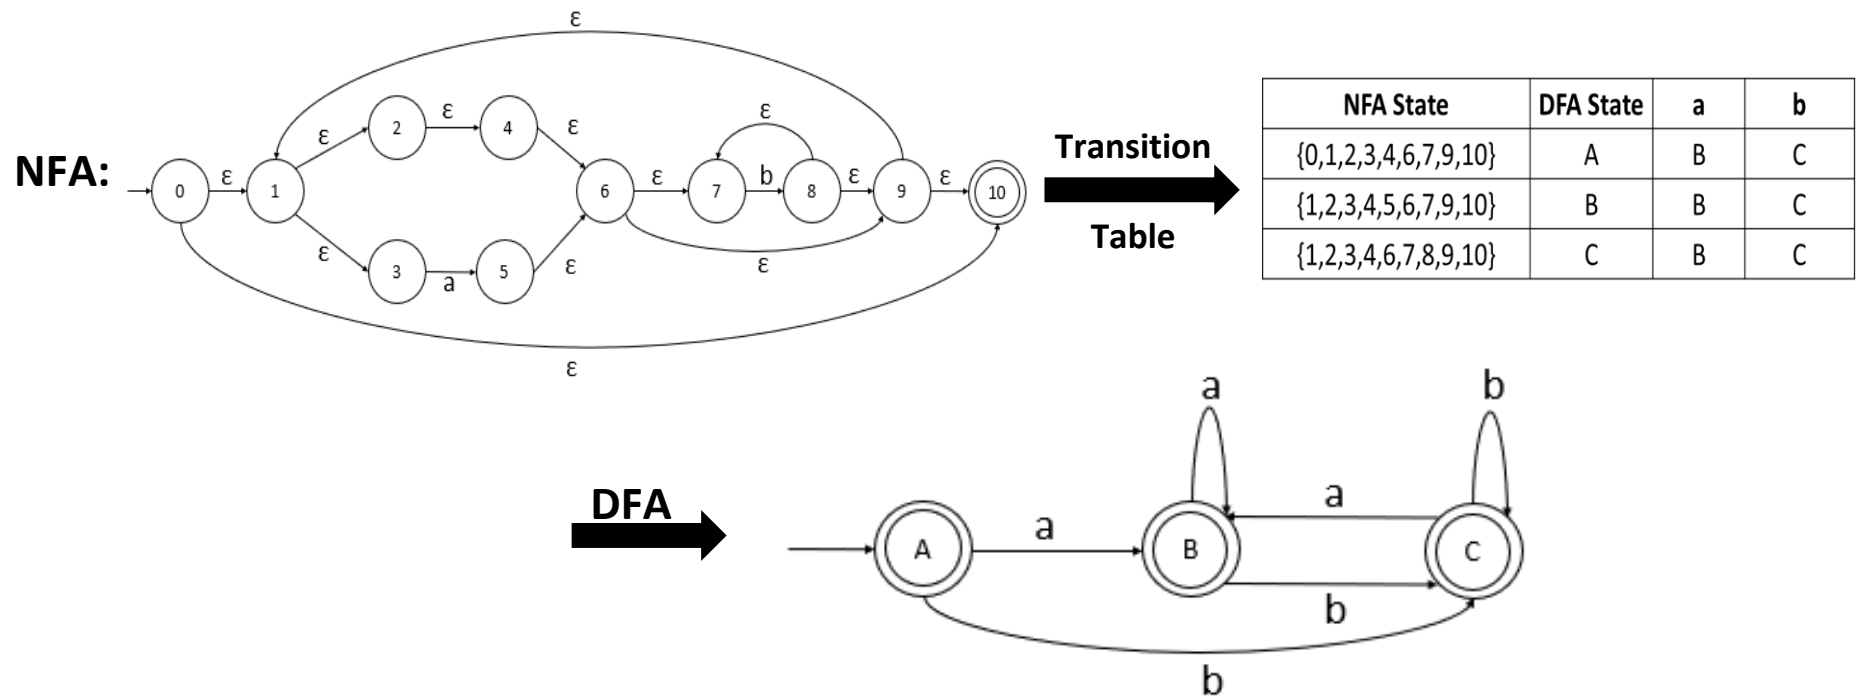 ε
ε 2 ε 4 ε ε
NFA: 0 ε 1 6 ε 7 b 8 ε 9 ε 10
ε 3 a 5 ε ε
ε
Transition
Table
NFA State DFA State a b
{0,1,2,3,4,6,7,9,10} A B C
{1,2,3,4,5,6,7,9,10} B B C
{1,2,3,4,6,7,8,9,10} C B C
DFA
a b
A a B a C
b
b